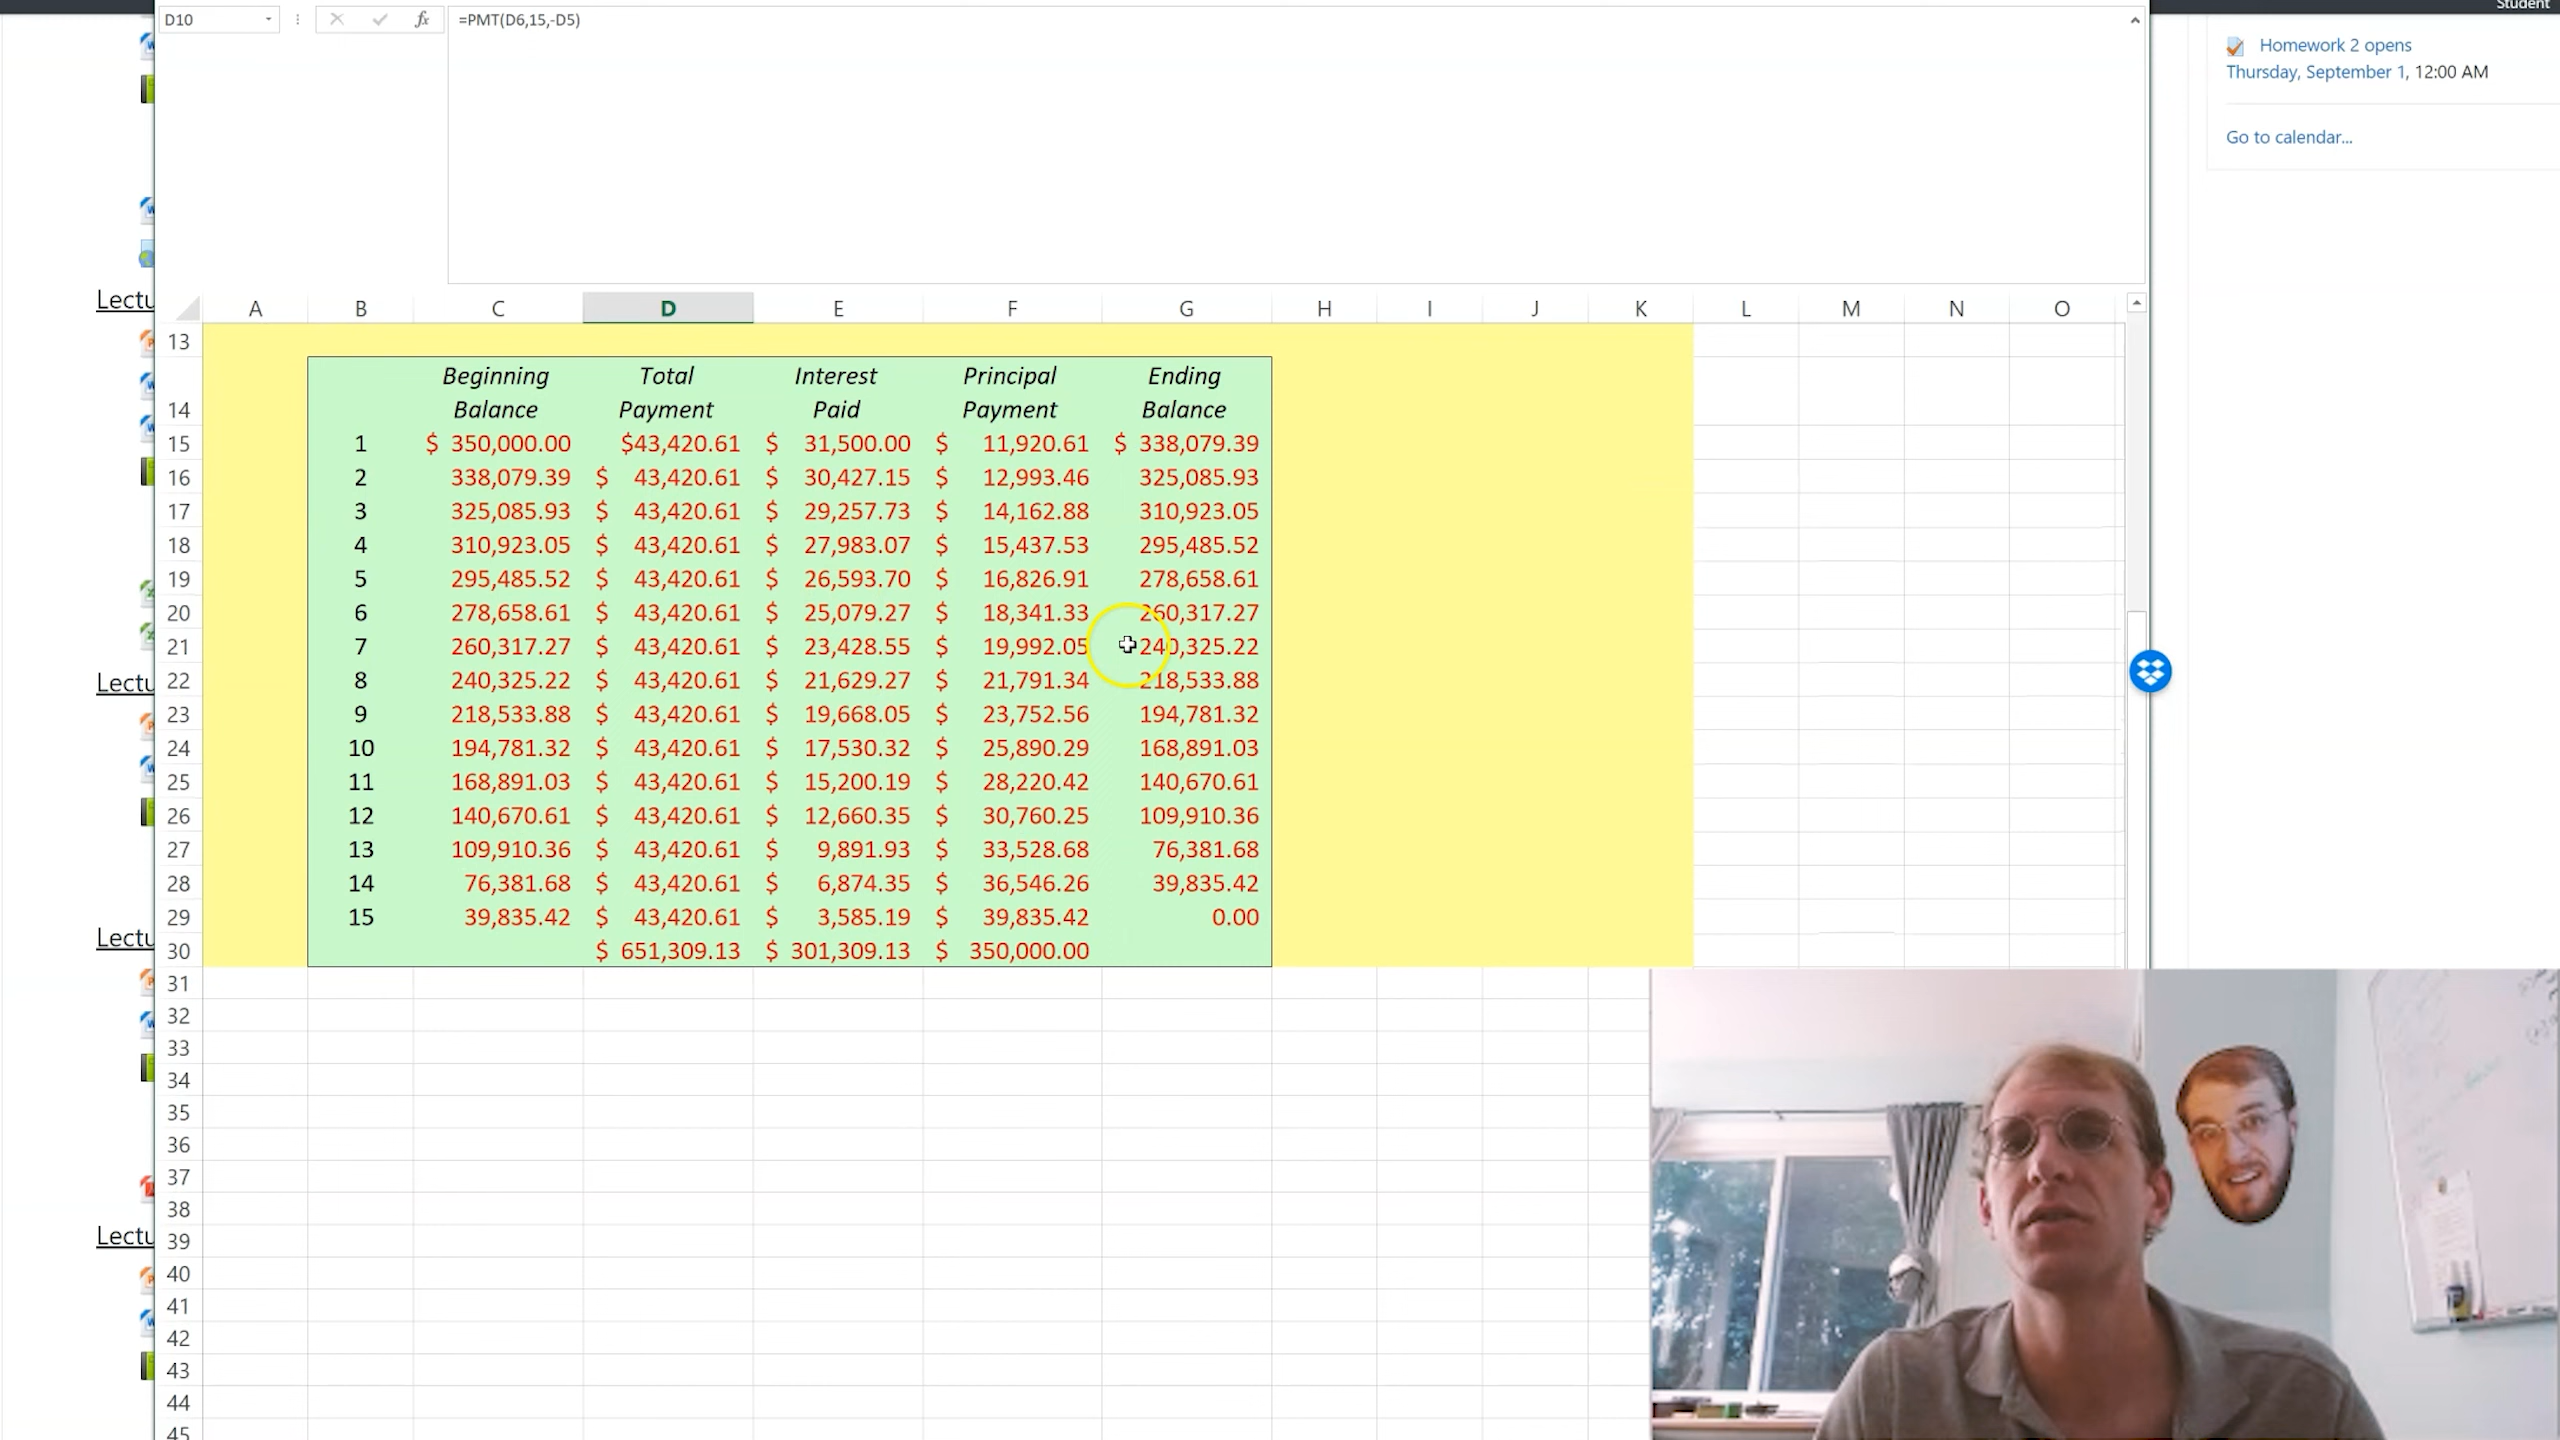 Student
D10 fx =PMT(D6,15,-D5)
Homework 2 opens
Thursday, September 1, 12:00 AM
Go to calendar...
Lectu
Lectu
Lectu
Lectu
A B C D E F G H I J K L M N O
13
Beginning Total Interest Principal Ending
14 Balance Payment Paid Payment Balance
15 1 $ 350,000.00 $43,420.61 $ 31,500.00 $ 11,920.61 $ 338,079.39
16 2 338,079.39 $ 43,420.61 $ 30,427.15 $ 12,993.46 325,085.93
17 3 325,085.93 $ 43,420.61 $ 29,257.73 $ 14,162.88 310,923.05
18 4 310,923.05 $ 43,420.61 $ 27,983.07 $ 15,437.53 295,485.52
19 5 295,485.52 $ 43,420.61 $ 26,593.70 $ 16,826.91 278,658.61
20 6 278,658.61 $ 43,420.61 $ 25,079.27 $ 18,341.33 260,317.27
21 7 260,317.27 $ 43,420.61 $ 23,428.55 $ 19,992.05 240,325.22
22 8 240,325.22 $ 43,420.61 $ 21,629.27 $ 21,791.34 218,533.88
23 9 218,533.88 $ 43,420.61 $ 19,668.05 $ 23,752.56 194,781.32
24 10 194,781.32 $ 43,420.61 $ 17,530.32 $ 25,890.29 168,891.03
25 11 168,891.03 $ 43,420.61 $ 15,200.19 $ 28,220.42 140,670.61
26 12 140,670.61 $ 43,420.61 $ 12,660.35 $ 30,760.25 109,910.36
27 13 109,910.36 $ 43,420.61 $ 9,891.93 $ 33,528.68 76,381.68
28 14 76,381.68 $ 43,420.61 $ 6,874.35 $ 36,546.26 39,835.42
29 15 39,835.42 $ 43,420.61 $ 3,585.19 $ 39,835.42 0.00
30 $ 651,309.13 $ 301,309.13 $ 350,000.00
31
32
33
34
35
36
37
38
39
40
41
42
43
44
45